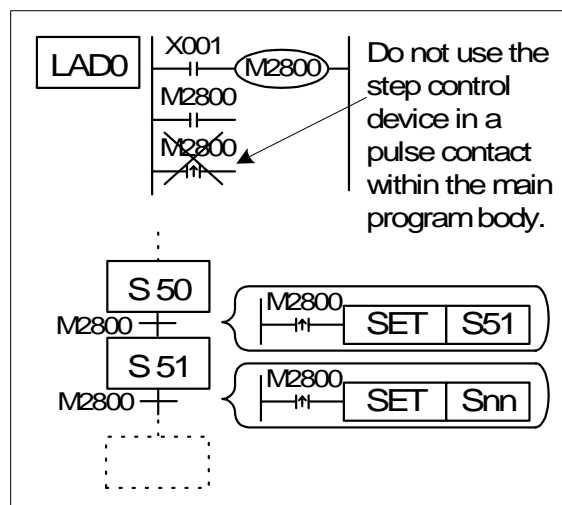 LAD0
X001
M2800
M2800
M2800
Do not use the
step control
device in a
pulse contact
within the main
program body.
S 50
M2800
M2800
SET S51
S 51
M2800
M2800
SET Snn